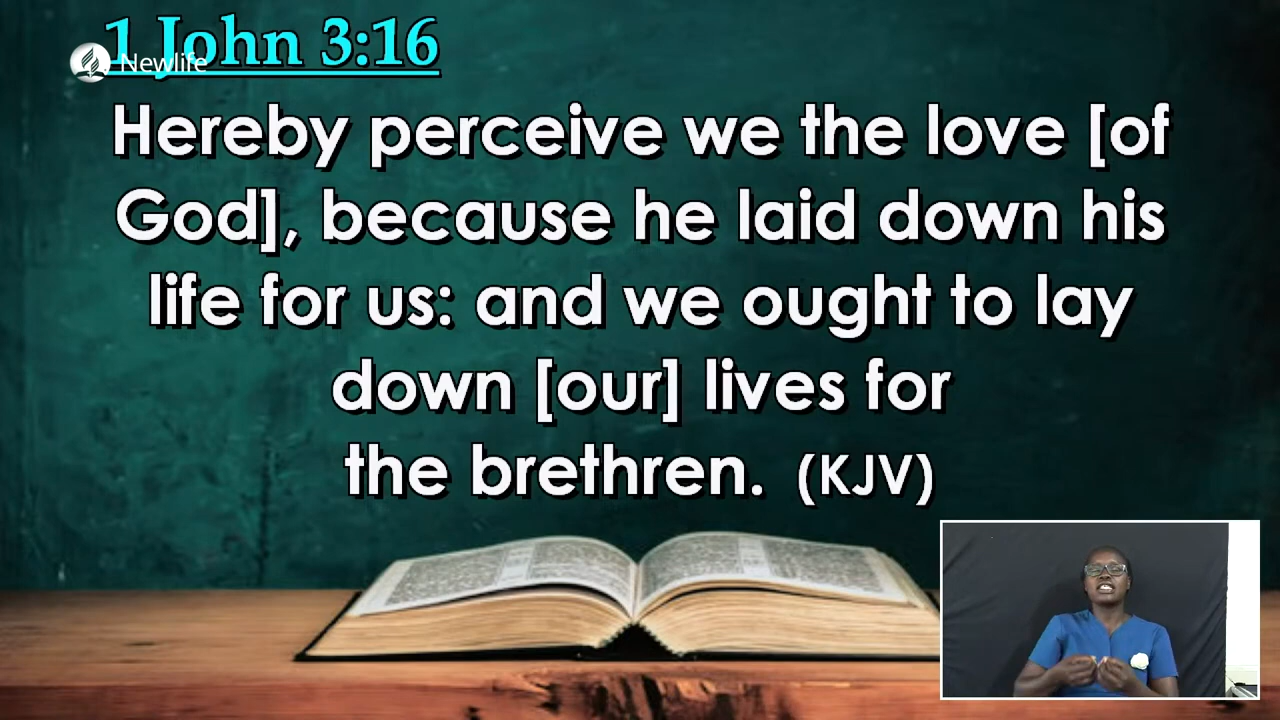 1 John 3:16
Newlife
Hereby perceive we the love [of
God], because he laid down his
life for us: and we ought to lay
down [our] lives for
the brethren. (KJV)